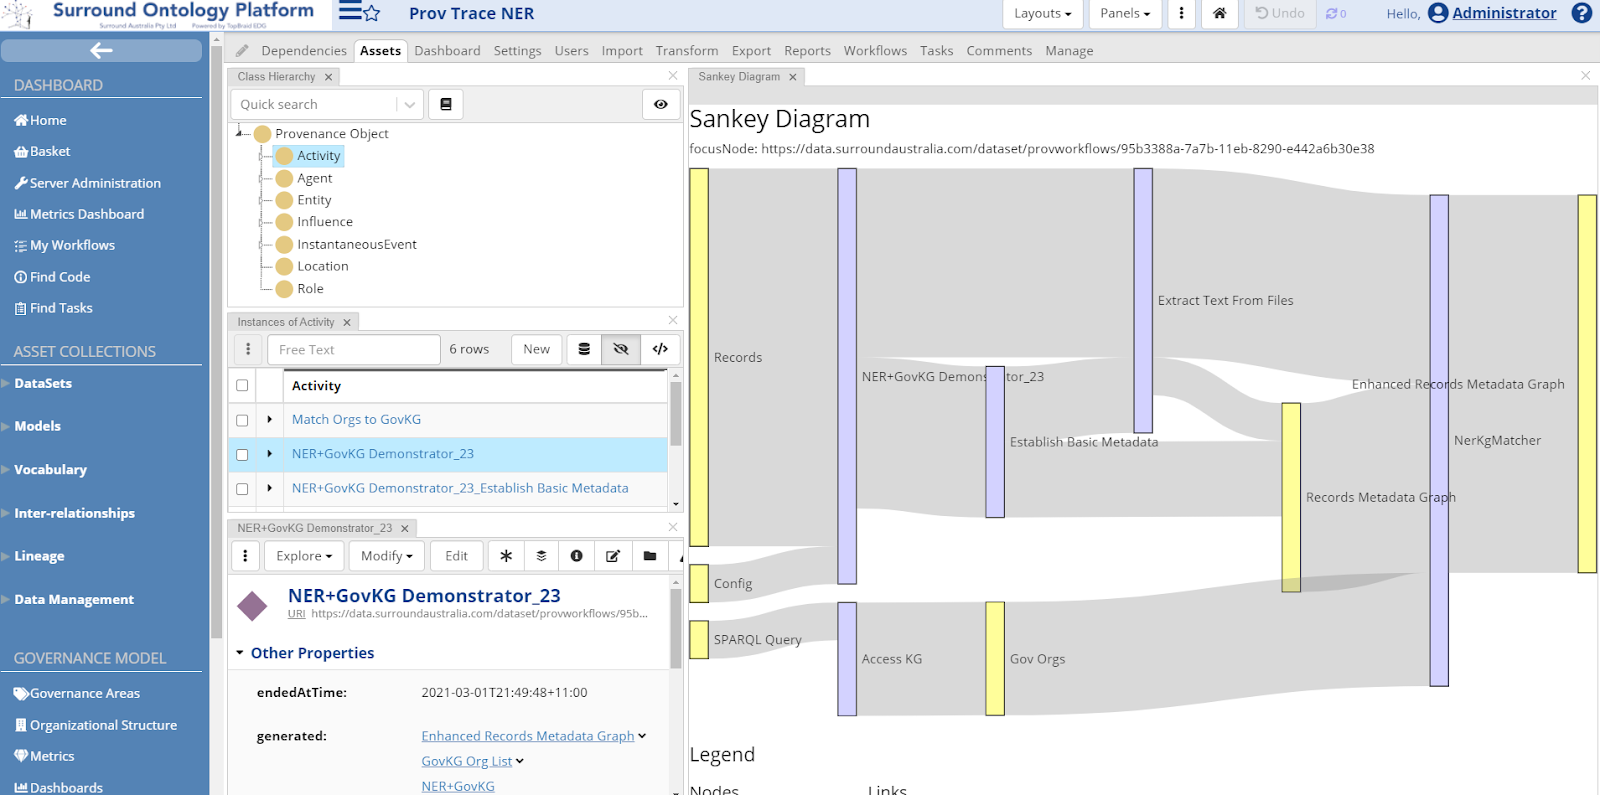 Surround Ontology Platform
Surround Australia Pty Ltd Powered by TopBraid EDG
Prov Trace NER
Layouts
Panels
Undo
0
Hello, Administrator
DASHBOARD
Home
Basket
Server Administration
Metrics Dashboard
My Workflows
Find Code
Find Tasks
ASSET COLLECTIONS
DataSets
Models
Vocabulary
Inter-relationships
Lineage
Data Management
GOVERNANCE MODEL
Governance Areas
Organizational Structure
Metrics
Dashboards
Dependencies Assets Dashboard Settings Users Import Transform Export Reports Workflows Tasks Comments Manage
Class Hierarchy
Quick search
Provenance Object
Activity
Agent
Entity
Influence
InstantaneousEvent
Location
Role
Instances of Activity
Free Text
6 rows
New
Activity
Match Orgs to GovKG
NER+GovKG Demonstrator_23
NER+GovKG Demonstrator_23_Establish Basic Metadata
NER+GovKG Demonstrator_23
Explore
Modify
Edit
NER+GovKG Demonstrator_23
URI https://data.surroundaustralia.com/dataset/provworkflows/95b...
Other Properties
endedAtTime: 2021-03-01T21:49:48+11:00
generated: Enhanced Records Metadata Graph
GovKG Org List
NER+GovKG
Sankey Diagram
Sankey Diagram
focusNode: https://data.surroundaustralia.com/dataset/provworkflows/95b3388a-7a7b-11eb-8290-e442a6b30e38
Extract Text From Files
Records
NER+GovKG Demonstrator_23
Enhanced Records Metadata Graph
Establish Basic Metadata
NerKgMatcher
Records Metadata Graph
Config
SPARQL Query
Access KG
Gov Orgs
Legend
Nodes
Links